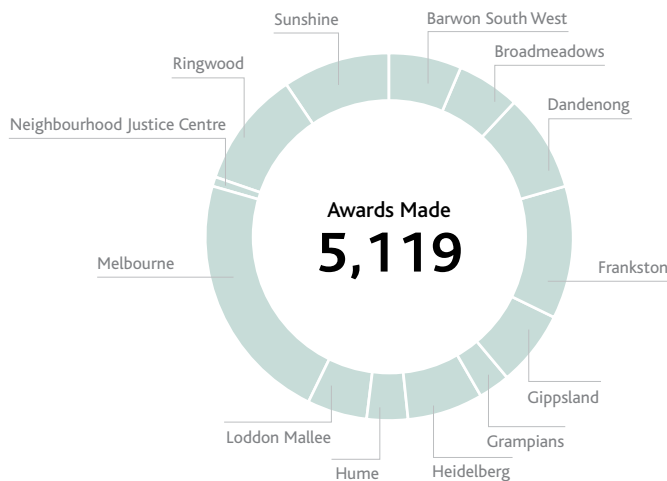 Sunshine
Barwon South West
Ringwood
Broadmeadows
Neighbourhood Justice Centre
Dandenong
Awards Made
5,119
Melbourne
Frankston
Gippsland
Loddon Mallee
Grampians
Hume
Heidelberg